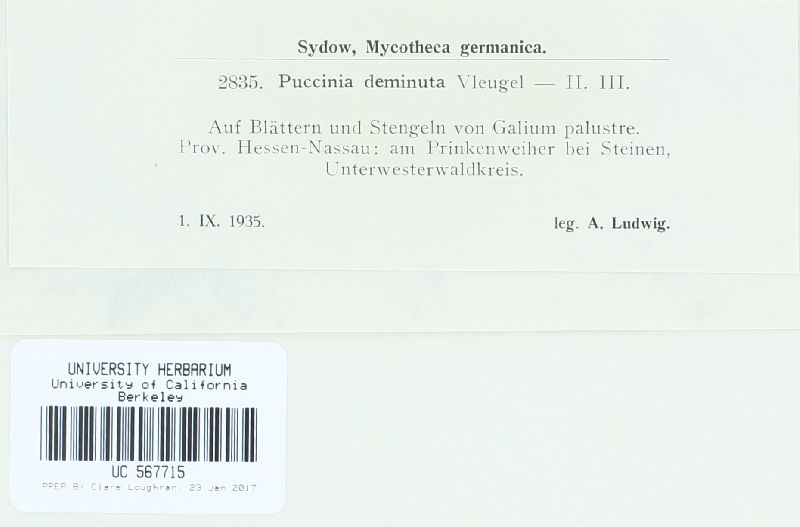 Sydow, Mycotheca germanica.
2835. Puccinia deminuta Vleugel — II. III.
Auf Blättern und Stengeln von Galium palustre.
Prov. Hessen-Nassau: am Prinkenweiher bei Steinen,
Unterwesterwaldkreis.
1. IX. 1935. leg. A. Ludwig.
UNIVERSITY HERBARIUM
University of California
Berkeley
UC 567715
PREP By Clare Loughran, 23 Jan 2017